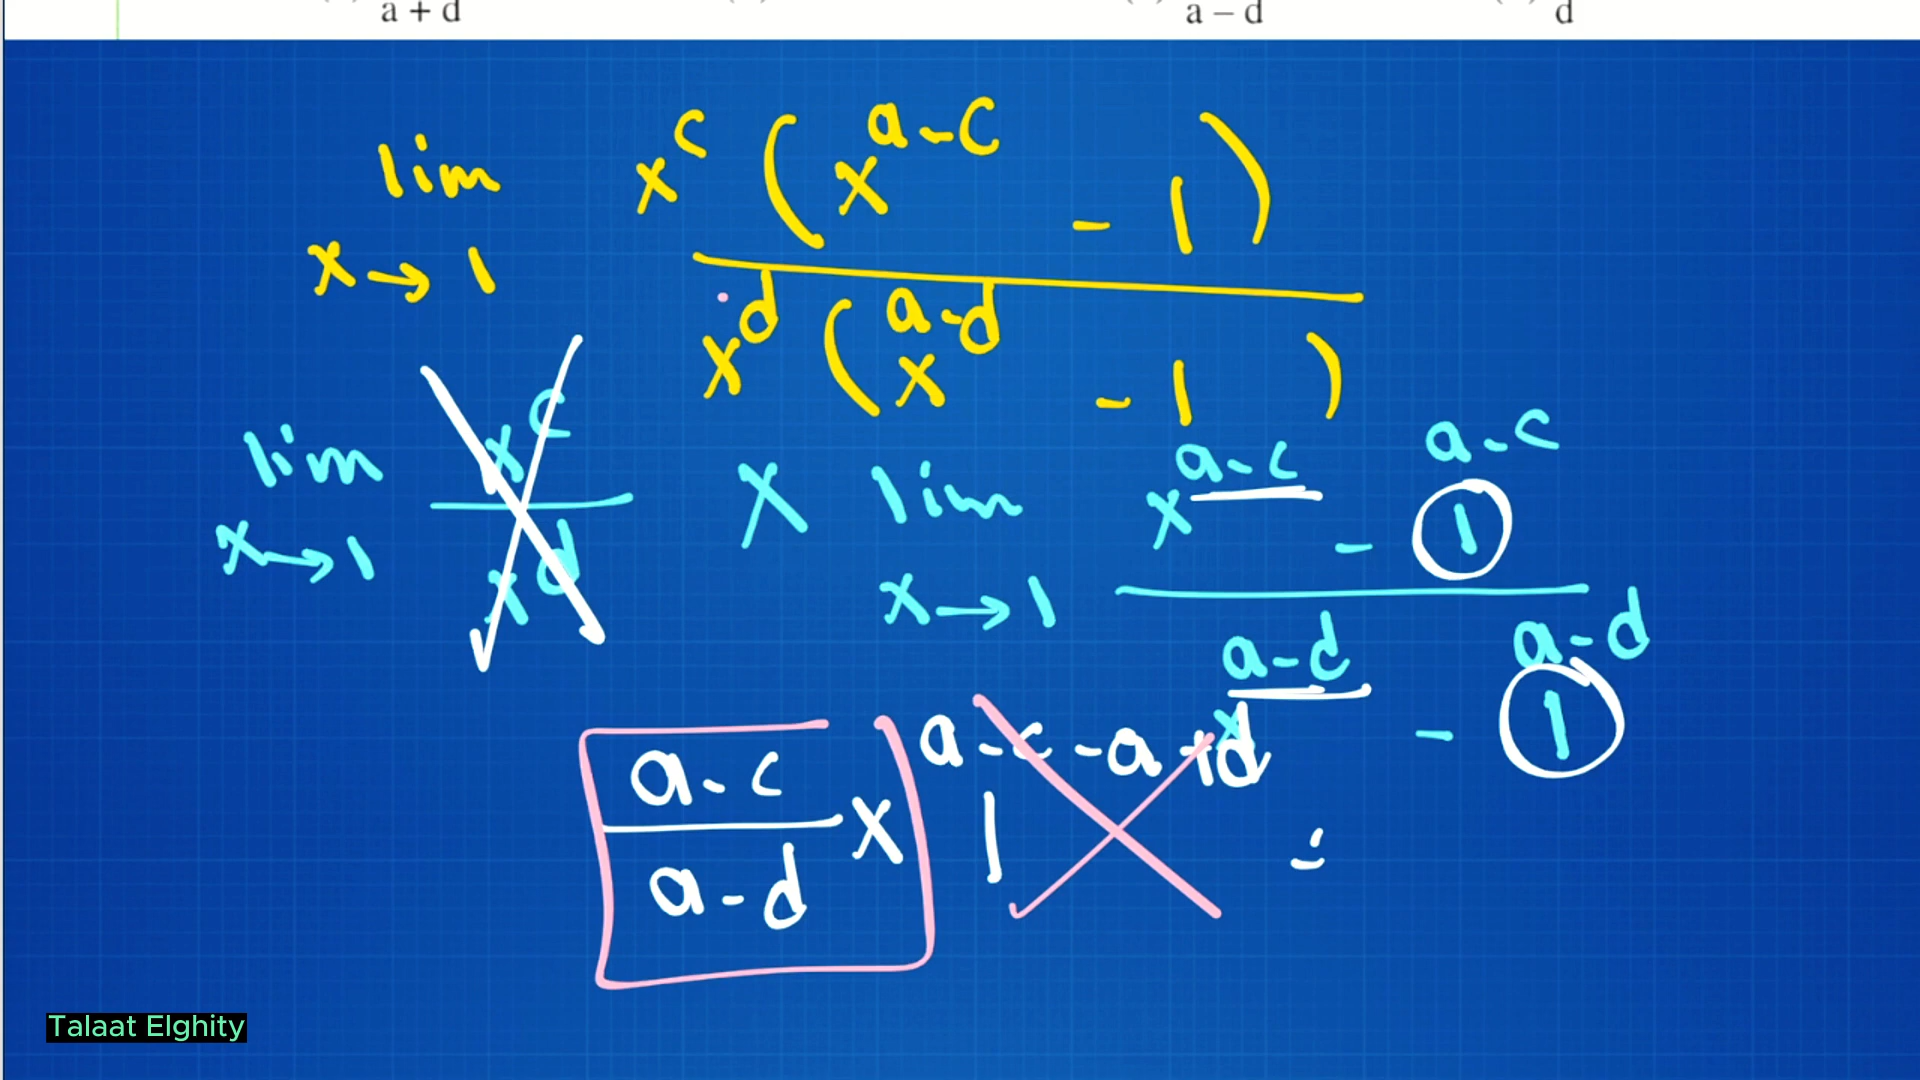 a + d a – d d
lim x^c ( x^{a-c} - 1 )
x → 1 x^d ( x^{a-d} - 1 )
lim x^c × lim x^{a-c} - 1^{a-c}
x → 1 x^d x → 1 x^{a-d} - 1^{a-d}
a-c × 1^{a-c-a+d} =
a-d
Talaat Elghity